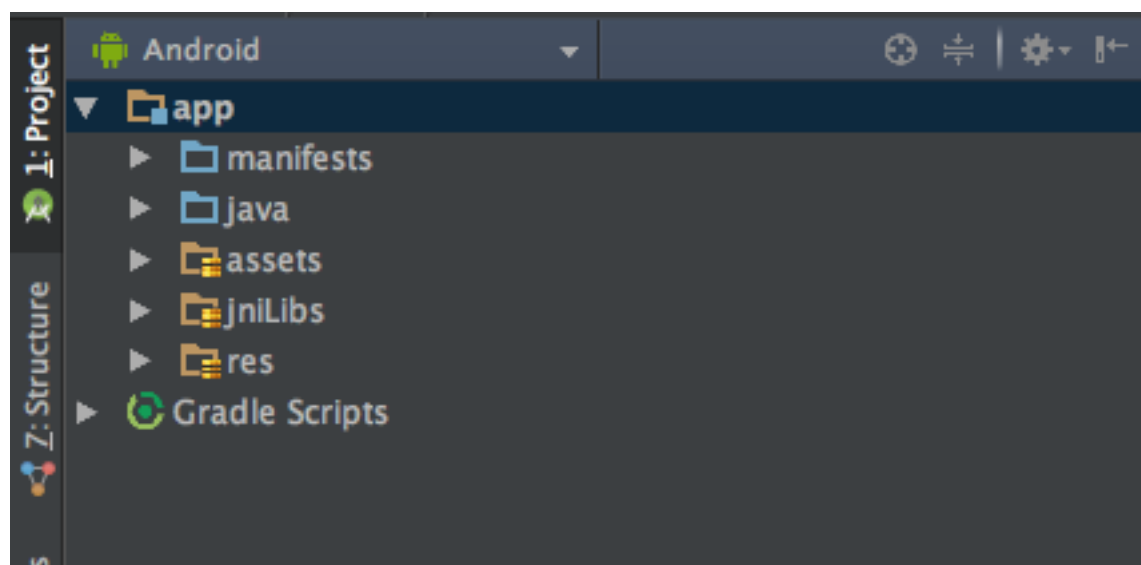 Android
1: Project
app
manifests
java
assets
jniLibs
res
Gradle Scripts
Z: Structure